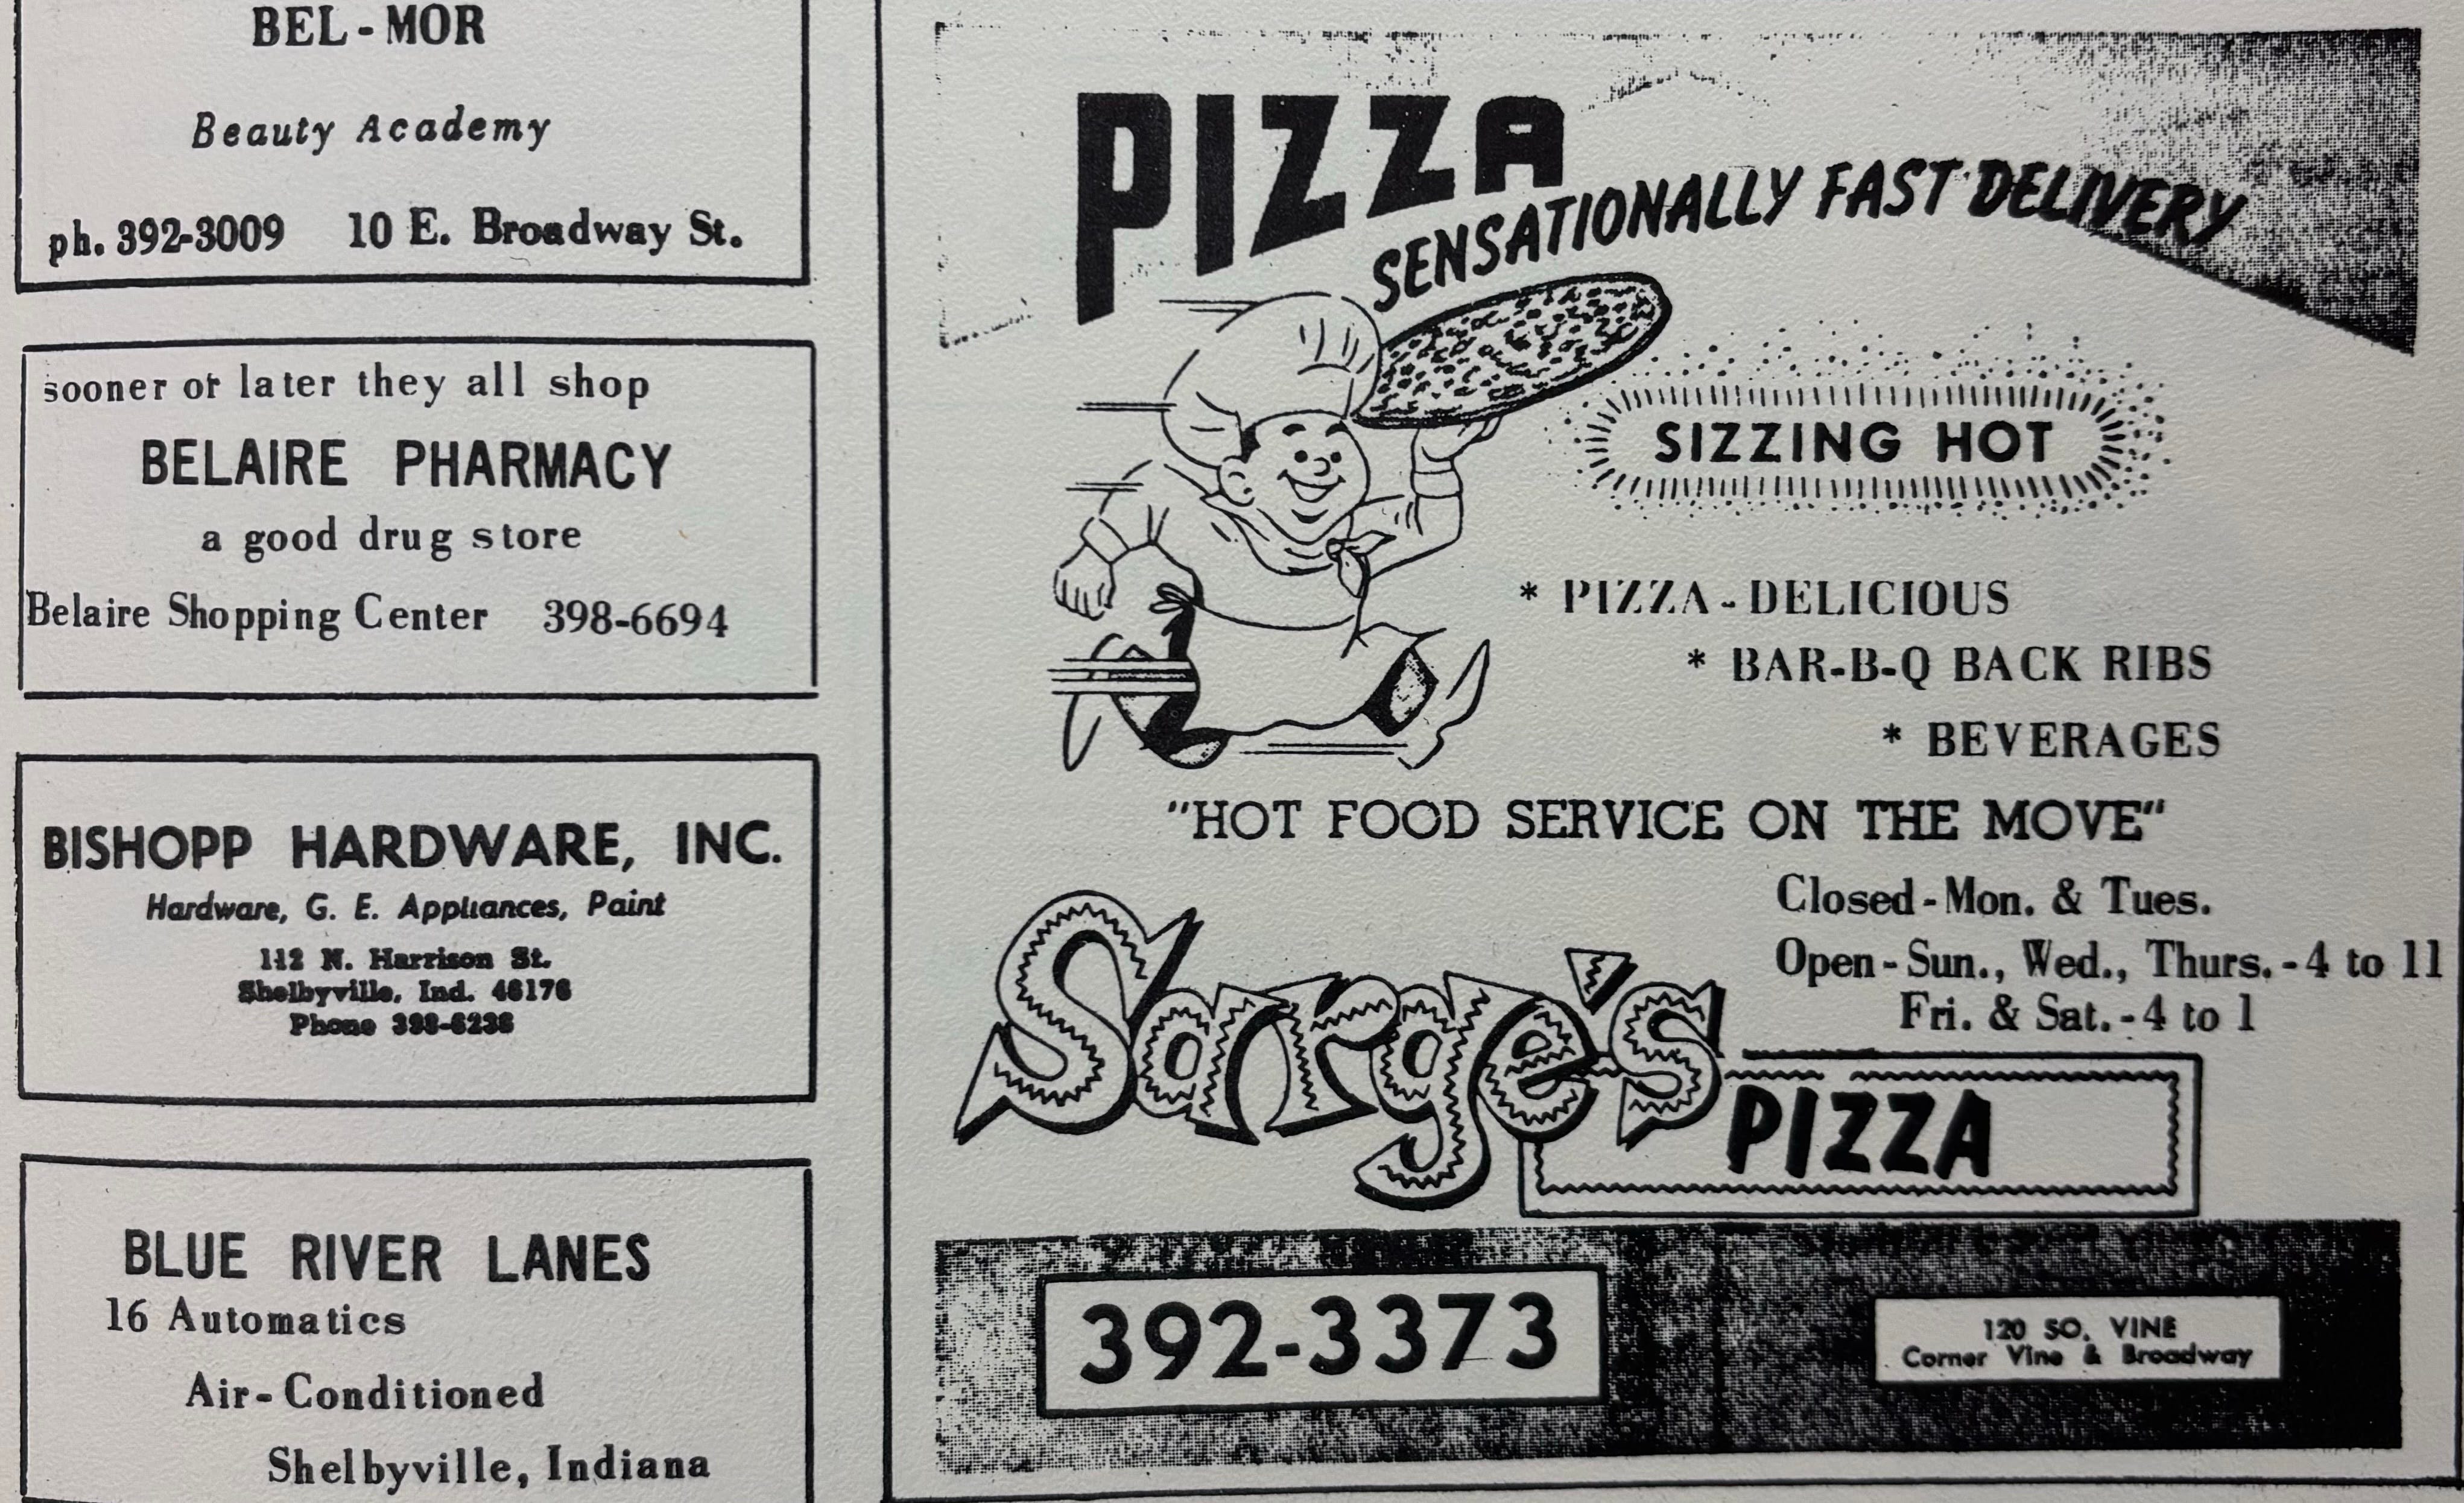 BEL-MOR
Beauty Academy
ph. 392-3009 10 E. Broadway St.
sooner or later they all shop
BELAIRE PHARMACY
a good drug store
Belaire Shopping Center 398-6694
BISHOPP HARDWARE, INC.
Hardware, G. E. Appliances, Paint
112 N. Harrison St.
Shelbyville, Ind. 46176
Phone 398-6236
BLUE RIVER LANES
16 Automatics
Air-Conditioned
Shelbyville, Indiana
PIZZA
SENSATIONALLY FAST DELIVERY
SIZZING HOT
* PIZZA-DELICIOUS
* BAR-B-Q BACK RIBS
* BEVERAGES
"HOT FOOD SERVICE ON THE MOVE"
Closed-Mon. & Tues.
Open-Sun., Wed., Thurs.-4 to 11
Fri. & Sat.-4 to 1
Sarge's
PIZZA
392-3373
120 SO. VINE
Corner Vine & Broadway